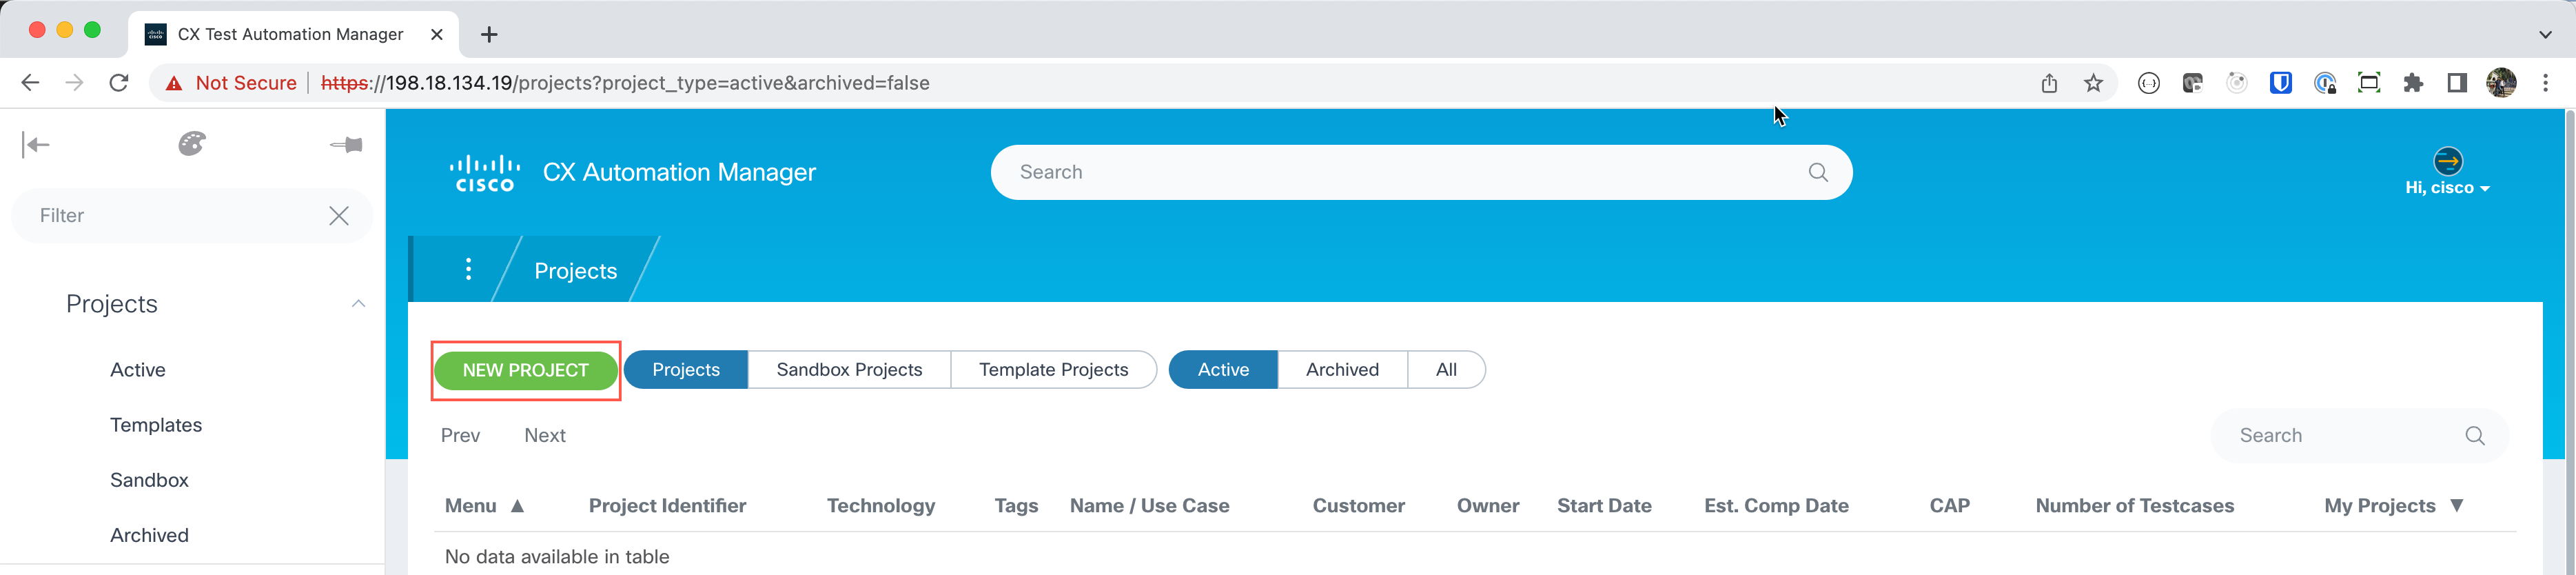 CX Test Automation Manager
Not Secure https://198.18.134.19/projects?project_type=active&archived=false
CISCO CX Automation Manager Search Hi, cisco
Filter
Projects
Projects
Active
Templates
Sandbox
Archived
NEW PROJECT Projects Sandbox Projects Template Projects Active Archived All
Prev Next Search
Menu ▲ Project Identifier Technology Tags Name / Use Case Customer Owner Start Date Est. Comp Date CAP Number of Testcases My Projects ▼
No data available in table